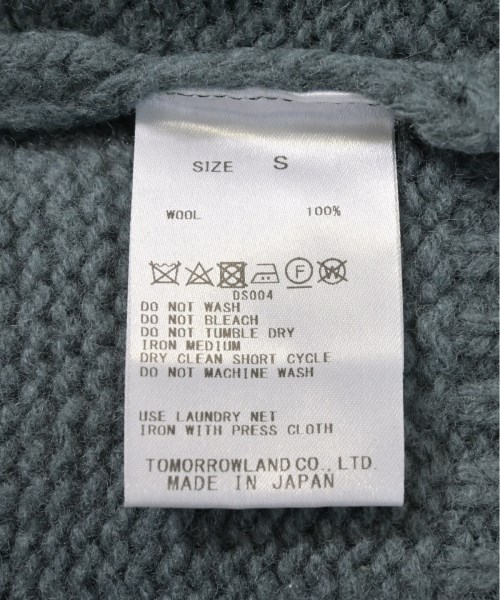 SIZE S
WOOL 100%
F W
DS004
DO NOT WASH
DO NOT BLEACH
DO NOT TUMBLE DRY
IRON MEDIUM
DRY CLEAN SHORT CYCLE
DO NOT MACHINE WASH
USE LAUNDRY NET
IRON WITH PRESS CLOTH
TOMORROWLAND CO., LTD.
MADE IN JAPAN